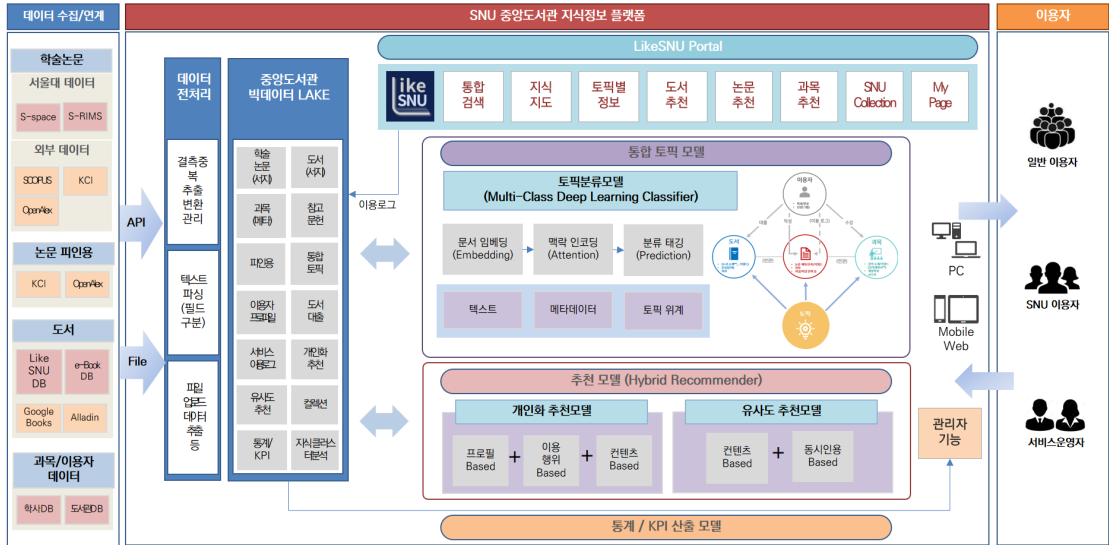 데이터 수집/연계
SNU 중앙도서관 지식정보 플랫폼
이용자
학술논문
서울대 데이터
S-space
S-RIMS
외부 데이터
SCOPUS
KCI
OpenAlex
논문 피인용
KCI
OpenAlex
도서
Like
SNU
DB
e-Book
DB
Google
Books
Alladin
과목/이용자
데이터
학사DB
도서관DB
API
File
데이터
전처리
결측중
복
추출
변환
관리
텍스트
파싱
(필드
구분)
파일
업로드
데이터
추출
등
중앙도서관
빅데이터 LAKE
학술
논문
(서지)
도서
(서지)
과목
(메타)
참고
문헌
피인용
통합
토픽
이용자
프로파일
도서
대출
서비스
이용로그
개인화
추천
유사도
추천
컬렉션
통계/
KPI
지식클러스
터분석
이용로그
LikeSNU Portal
like
SNU
통합
검색
지식
지도
토픽별
정보
도서
추천
논문
추천
과목
추천
SNU
Collection
My
Page
통합 토픽 모델
토픽분류모델
(Multi-Class Deep Learning Classifier)
문서 임베딩
(Embedding)
맥락 인코딩
(Attention)
분류 태깅
(Prediction)
텍스트
메타데이터
토픽 위계
이용자
도서
과목
토픽
추천 모델 (Hybrid Recommender)
개인화 추천모델
프로필
Based
+
이용
행위
Based
+
컨텐츠
Based
유사도 추천모델
컨텐츠
Based
+
동시인용
Based
통계 / KPI 산출 모델
PC
Mobile
Web
관리자
기능
일반 이용자
SNU 이용자
서비스운영자